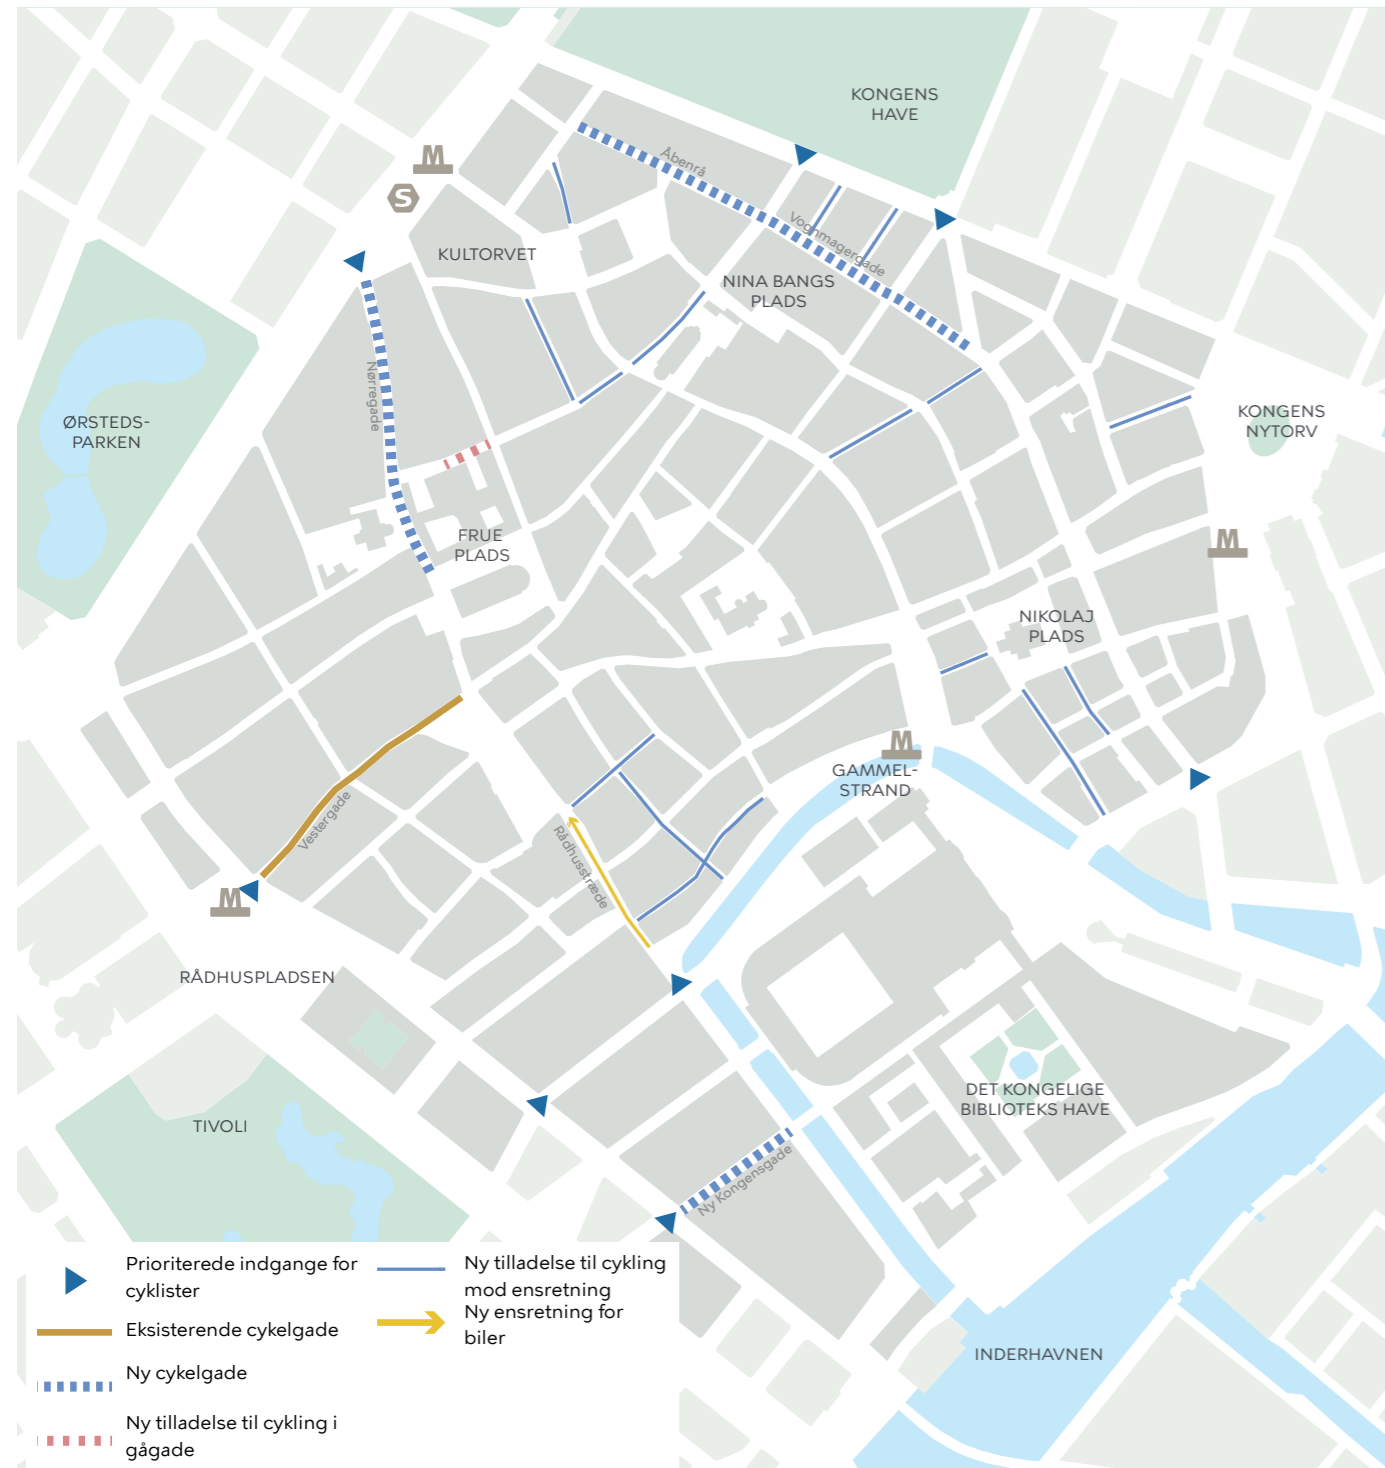 KONGENS
HAVE
M
Åbenrå
S
Vognmagergade
KULTORVET
NINA BANGS
PLADS
Nørregade
ØRSTEDS-
PARKEN
KONGENS
NYTORV
FRUE
PLADS
M
NIKOLAJ
PLADS
M
GAMMEL-
STRAND
Vestergade
Rådhusstræde
M
RÅDHUSPLADSEN
DET KONGELIGE
BIBLIOTEKS HAVE
TIVOLI
Ny Kongensgade
INDERHAVNEN
Prioriterede indgange for
cyklister
Eksisterende cykelgade
Ny cykelgade
Ny tilladelse til cykling i
gågade
Ny tilladelse til cykling
mod ensretning
Ny ensretning for
biler